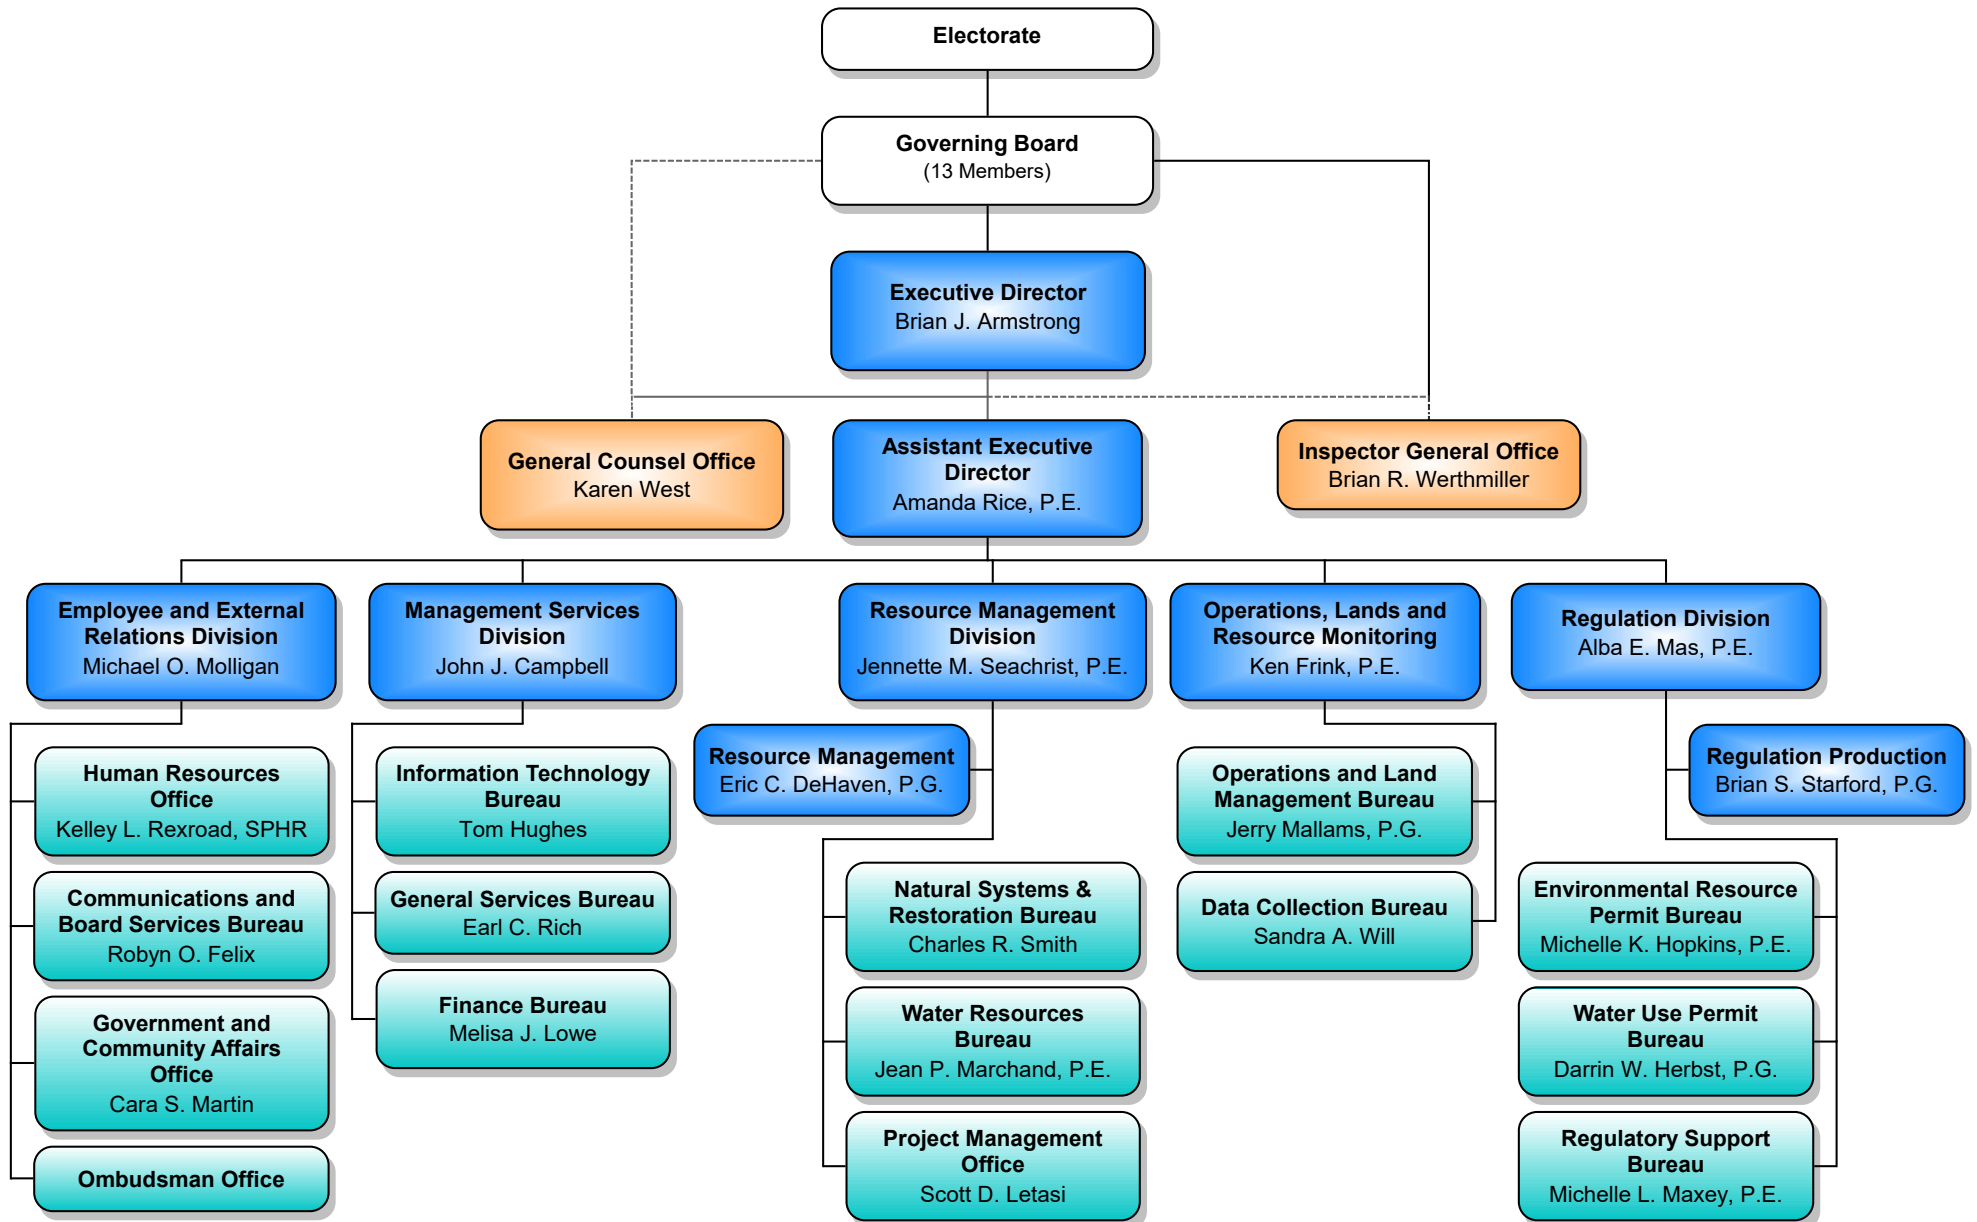 Electorate
Governing Board
(13 Members)
Executive Director
Brian J. Armstrong
General Counsel Office
Karen West
Assistant Executive
Director
Amanda Rice, P.E.
Inspector General Office
Brian R. Werthmiller
Employee and External
Relations Division
Michael O. Molligan
Management Services
Division
John J. Campbell
Resource Management
Division
Jennette M. Seachrist, P.E.
Operations, Lands and
Resource Monitoring
Ken Frink, P.E.
Regulation Division
Alba E. Mas, P.E.
Human Resources
Office
Kelley L. Rexroad, SPHR
Communications and
Board Services Bureau
Robyn O. Felix
Government and
Community Affairs
Office
Cara S. Martin
Ombudsman Office
Information Technology
Bureau
Tom Hughes
General Services Bureau
Earl C. Rich
Finance Bureau
Melisa J. Lowe
Resource Management
Eric C. DeHaven, P.G.
Natural Systems &
Restoration Bureau
Charles R. Smith
Water Resources
Bureau
Jean P. Marchand, P.E.
Project Management
Office
Scott D. Letasi
Operations and Land
Management Bureau
Jerry Mallams, P.G.
Data Collection Bureau
Sandra A. Will
Regulation Production
Brian S. Starford, P.G.
Environmental Resource
Permit Bureau
Michelle K. Hopkins, P.E.
Water Use Permit
Bureau
Darrin W. Herbst, P.G.
Regulatory Support
Bureau
Michelle L. Maxey, P.E.